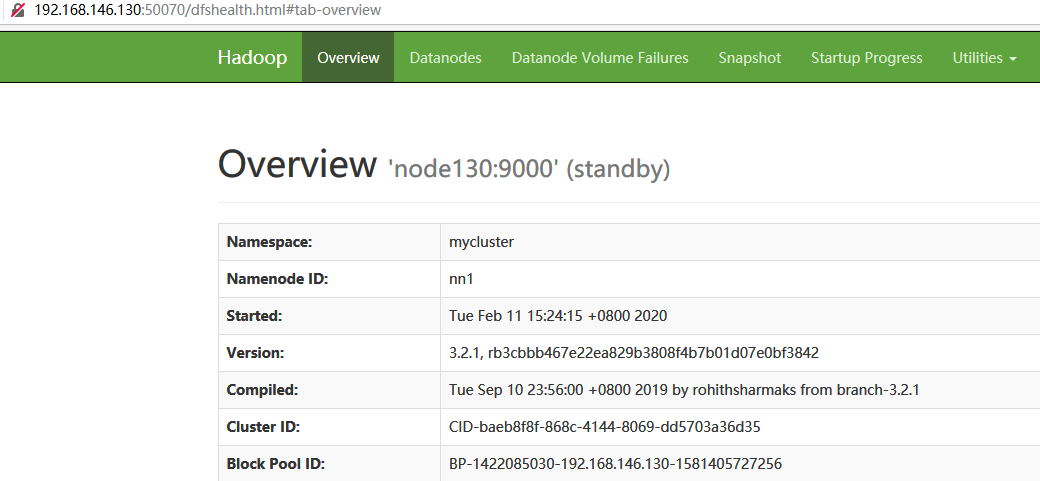 192.168.146.130:50070/dfshealth.html#tab-overview
Hadoop Overview Datanodes Datanode Volume Failures Snapshot Startup Progress Utilities
Overview 'node130:9000' (standby)
Namespace: mycluster
Namenode ID: nn1
Started: Tue Feb 11 15:24:15 +0800 2020
Version: 3.2.1, rb3cbbb467e22ea829b3808f4b7b01d07e0bf3842
Compiled: Tue Sep 10 23:56:00 +0800 2019 by rohithsharmaks from branch-3.2.1
Cluster ID: CID-baeb8f8f-868c-4144-8069-dd5703a36d35
Block Pool ID: BP-1422085030-192.168.146.130-1581405727256